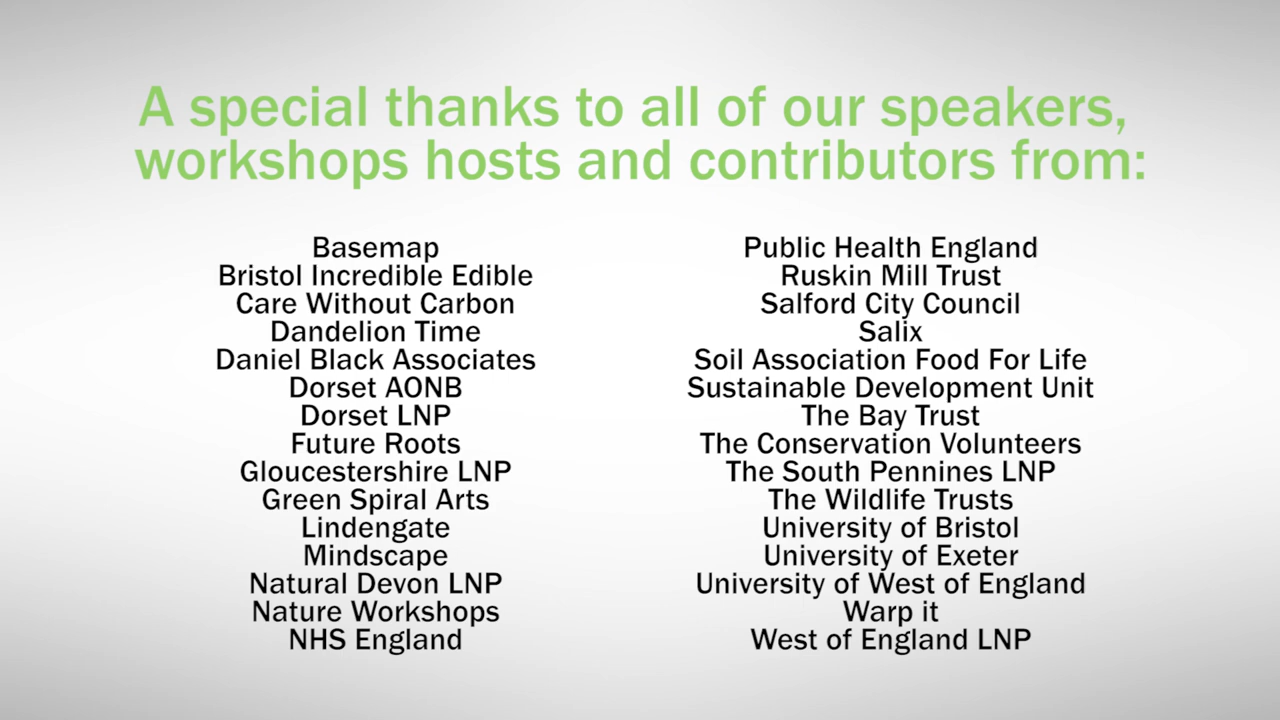 A special thanks to all of our speakers,
workshops hosts and contributors from:
Basemap
Bristol Incredible Edible
Care Without Carbon
Dandelion Time
Daniel Black Associates
Dorset AONB
Dorset LNP
Future Roots
Gloucestershire LNP
Green Spiral Arts
Lindengate
Mindscape
Natural Devon LNP
Nature Workshops
NHS England
Public Health England
Ruskin Mill Trust
Salford City Council
Salix
Soil Association Food For Life
Sustainable Development Unit
The Bay Trust
The Conservation Volunteers
The South Pennines LNP
The Wildlife Trusts
University of Bristol
University of Exeter
University of West of England
Warp it
West of England LNP